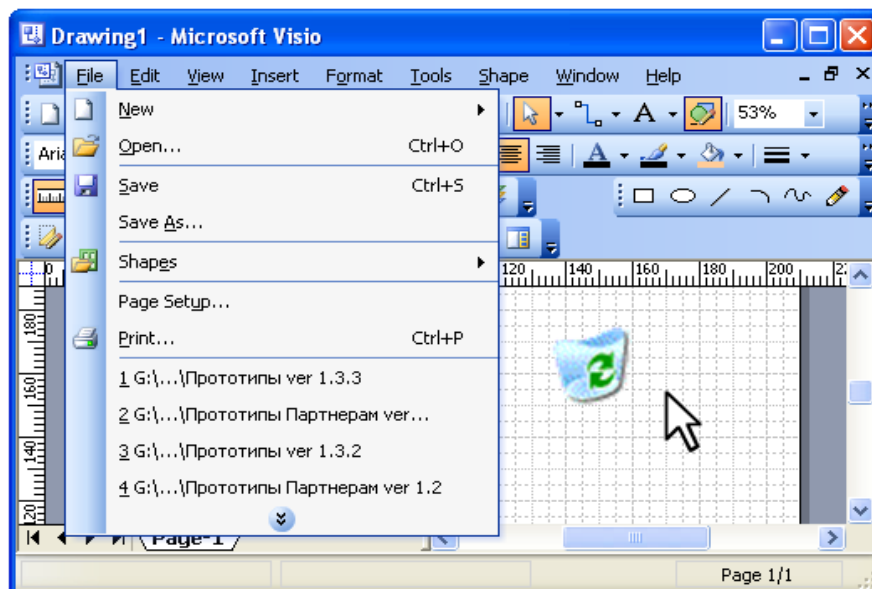 Drawing1 - Microsoft Visio
File Edit View Insert Format Tools Shape Window Help
New
A 53%
Open... Ctrl+O
A
Save Ctrl+S
Save As...
Shapes
120 140 160 180 200
Page Setup...
180
Print... Ctrl+P
1 G:\...\Прототипы ver 1.3.3
160
2 G:\...\Прототипы Партнерам ver...
3 G:\...\Прототипы ver 1.3.2
140
4 G:\...\Прототипы Партнерам ver 1.2
Page-1
Page 1/1